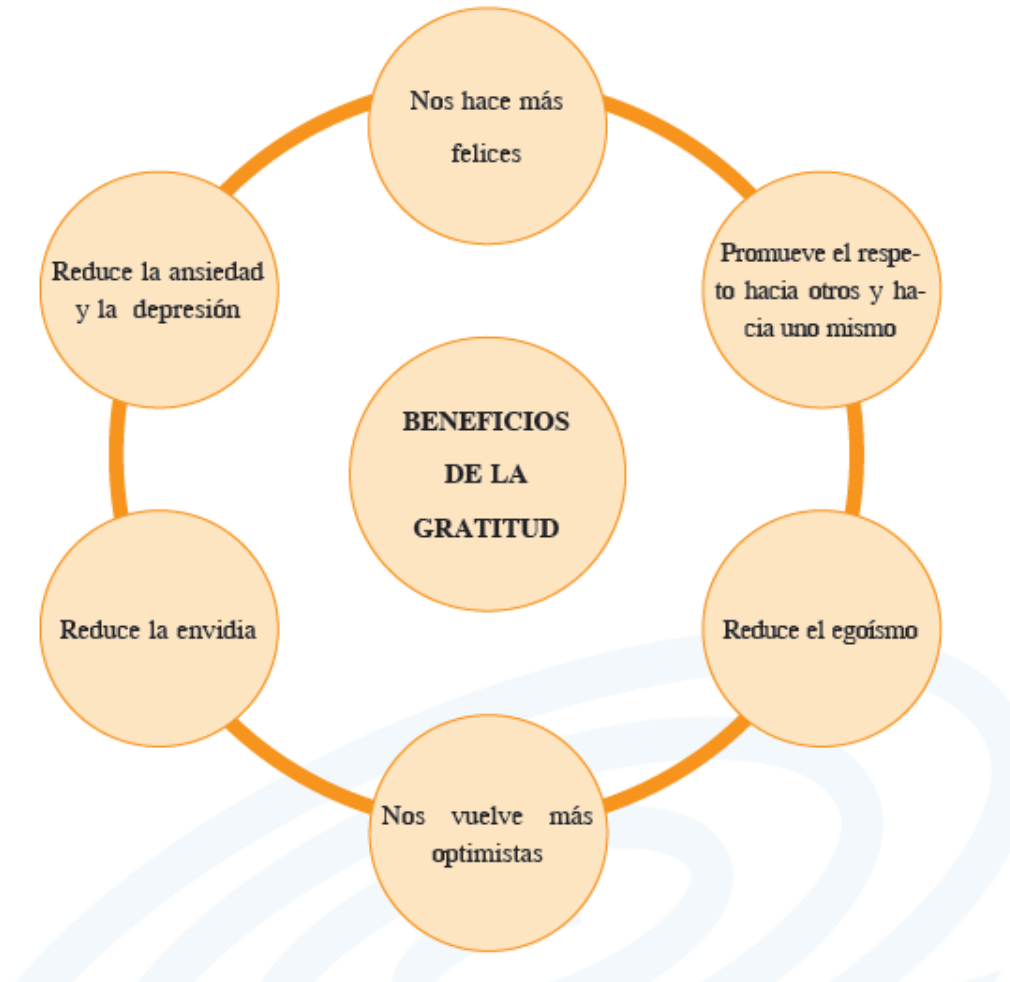 Nos hace más
felices
Promueve el respe-
to hacia otros y ha-
cia uno mismo
Reduce el egoísmo
Nos vuelve más
optimistas
Reduce la envidia
Reduce la ansiedad
y la depresión
BENEFICIOS
DE LA
GRATITUD